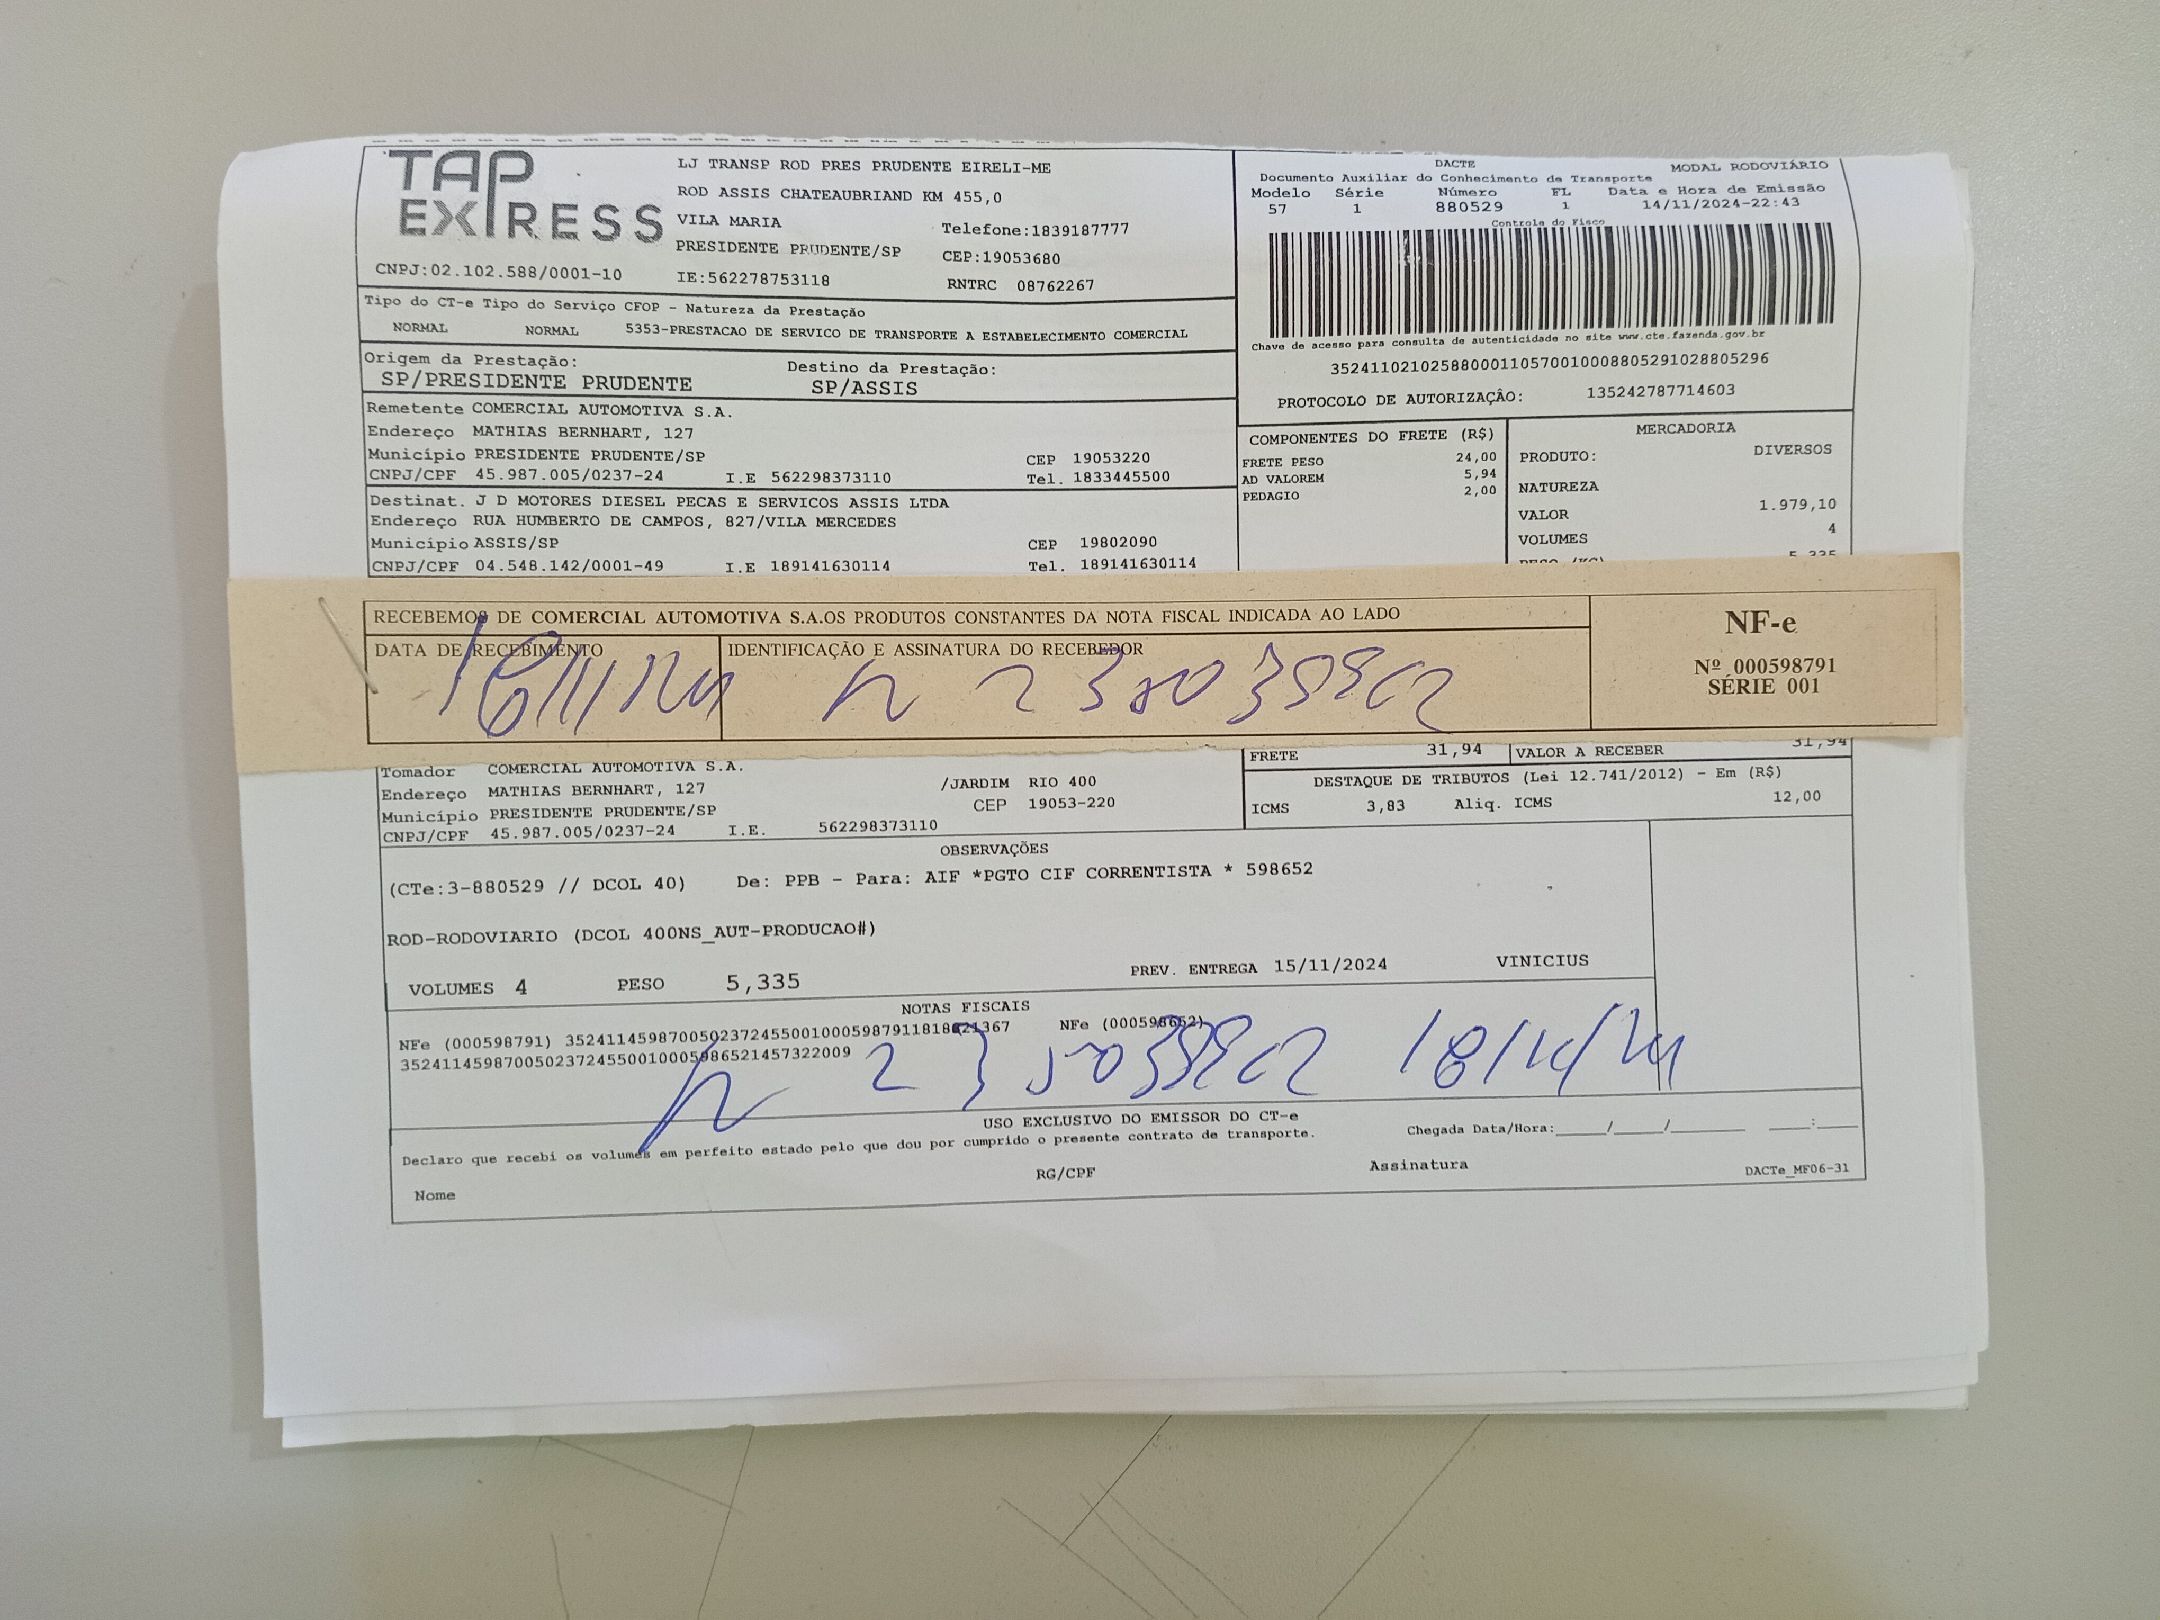 TAP EXPRESS
CNPJ:02.102.588/0001-10
LJ TRANSP ROD PRES PRUDENTE EIRELI-ME
ROD ASSIS CHATEAUBRIAND KM 455,0
VILA MARIA Telefone:1839187777
PRESIDENTE PRUDENTE/SP CEP:19053680
IE:562278753118 RNTRC 08762267
DACTE MODAL RODOVIÁRIO
Documento Auxiliar do Conhecimento de Transporte
Modelo Série Número FL Data e Hora de Emissão
57 1 880529 1 14/11/2024-22:43
Controle do Fisco
Chave de acesso para consulta de autenticidade no site www.cte.fazenda.gov.br
35241102102588000110570010008805291028805296
PROTOCOLO DE AUTORIZAÇÂO: 135242787714603
Tipo do CT-e Tipo do Serviço CFOP - Natureza da Prestação
NORMAL NORMAL 5353-PRESTACAO DE SERVICO DE TRANSPORTE A ESTABELECIMENTO COMERCIAL
Origem da Prestação: Destino da Prestação:
SP/PRESIDENTE PRUDENTE SP/ASSIS
Remetente COMERCIAL AUTOMOTIVA S.A.
Endereço MATHIAS BERNHART, 127
Município PRESIDENTE PRUDENTE/SP CEP 19053220
CNPJ/CPF 45.987.005/0237-24 I.E 562298373110 Tel. 1833445500
Destinat. J D MOTORES DIESEL PECAS E SERVICOS ASSIS LTDA
Endereço RUA HUMBERTO DE CAMPOS, 827/VILA MERCEDES
Município ASSIS/SP CEP 19802090
CNPJ/CPF 04.548.142/0001-49 I.E 189141630114 Tel. 189141630114
COMPONENTES DO FRETE (R$)
FRETE PESO 24,00
AD VALOREM 5,94
PEDAGIO 2,00
MERCADORIA
PRODUTO: DIVERSOS
NATUREZA
VALOR 1.979,10
VOLUMES 4
RECEBEMOS DE COMERCIAL AUTOMOTIVA S.A.OS PRODUTOS CONSTANTES DA NOTA FISCAL INDICADA AO LADO
DATA DE RECEBIMENTO IDENTIFICAÇÃO E ASSINATURA DO RECEBEDOR
18/11/24
NF-e
Nº 000598791
SÉRIE 001
FRETE 31,94 VALOR A RECEBER 31,94
Tomador COMERCIAL AUTOMOTIVA S.A.
Endereço MATHIAS BERNHART, 127 /JARDIM RIO 400
Município PRESIDENTE PRUDENTE/SP CEP 19053-220
CNPJ/CPF 45.987.005/0237-24 I.E. 562298373110
DESTAQUE DE TRIBUTOS (Lei 12.741/2012) - Em (R$)
ICMS 3,83 Aliq. ICMS 12,00
OBSERVAÇÕES
(CTe:3-880529 // DCOL 40) De: PPB - Para: AIF *PGTO CIF CORRENTISTA * 598652
ROD-RODOVIARIO (DCOL 400NS_AUT-PRODUCAO#)
VOLUMES 4 PESO 5,335 PREV. ENTREGA 15/11/2024 VINICIUS
NOTAS FISCAIS
NFe (000598791) NFe (000598652)
18/11/24
USO EXCLUSIVO DO EMISSOR DO CT-e
Declaro que recebi os volumes em perfeito estado pelo que dou por cumprido o presente contrato de transporte. Chegada Data/Hora:____/____/______ ____:____
Nome RG/CPF Assinatura DACTe_MF06-31